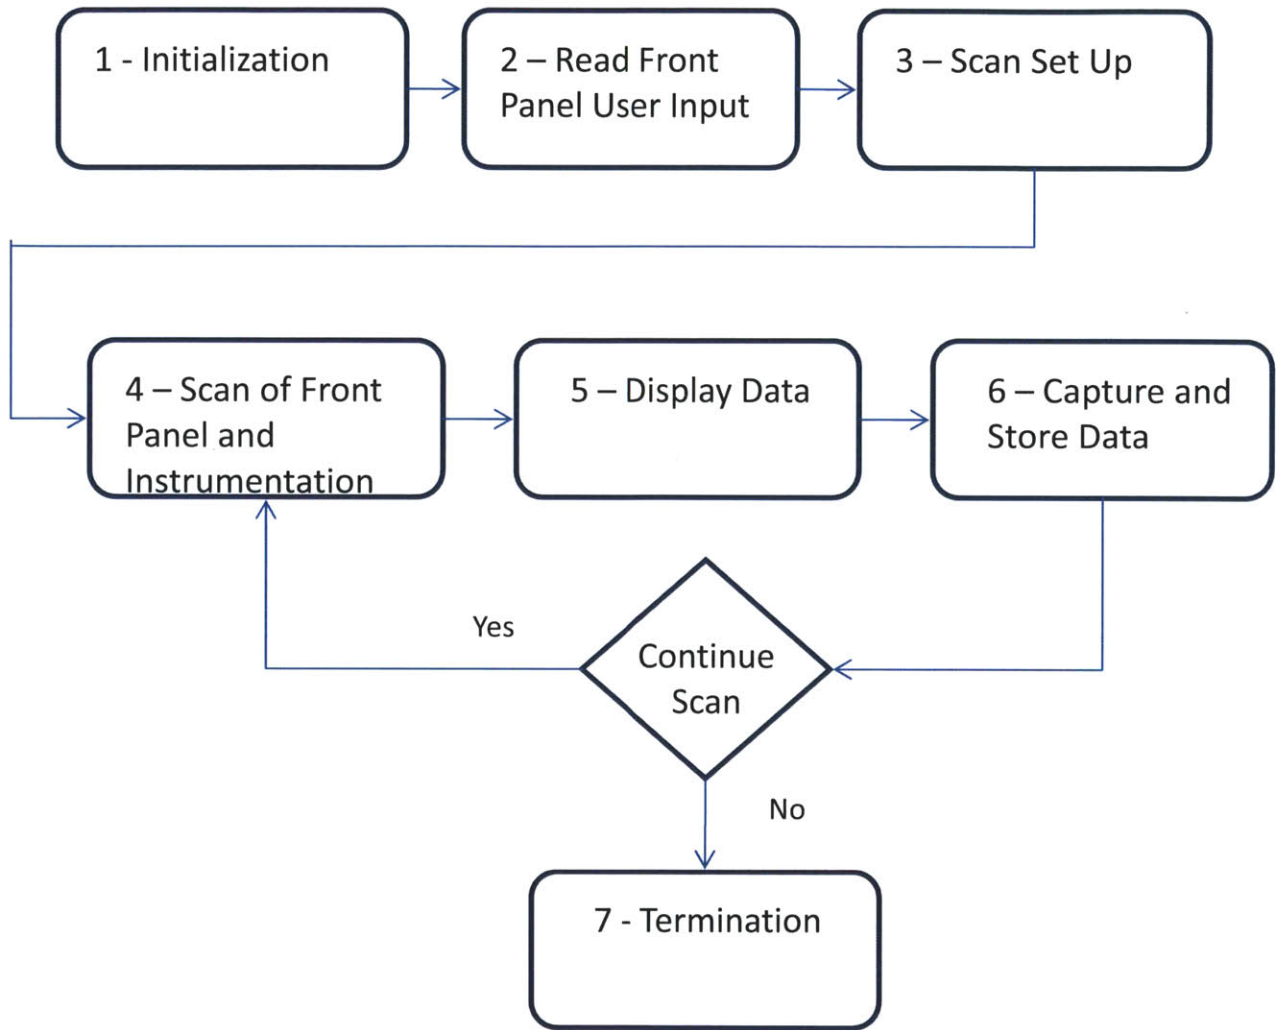 1 - Initialization
2 – Read Front
Panel User Input
3 – Scan Set Up
4 – Scan of Front
Panel and
Instrumentation
5 – Display Data
6 – Capture and
Store Data
Yes
Continue
Scan
No
7 - Termination